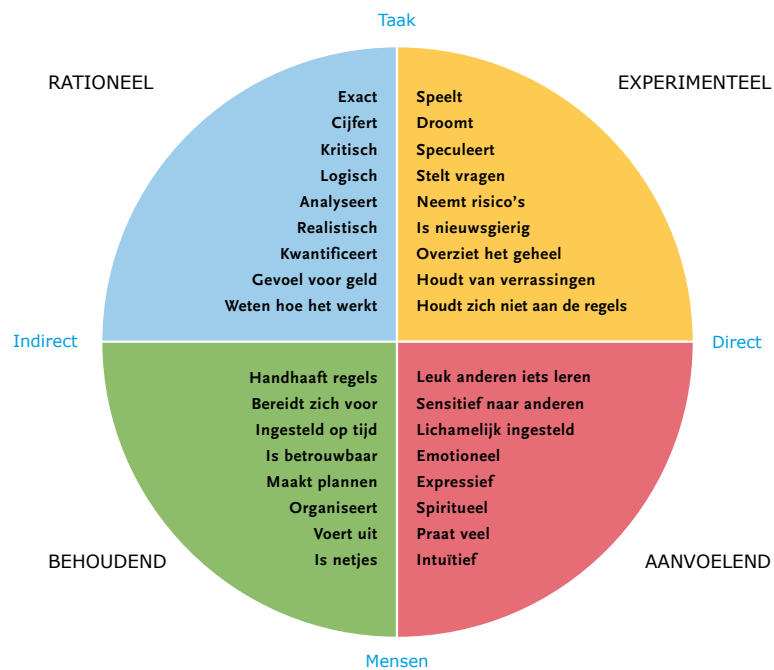 Taak
RATIONEEL
EXPERIMENTEEL
Exact
Cijfert
Kritisch
Logisch
Analyseert
Realistisch
Kwantificeert
Gevoel voor geld
Weten hoe het werkt
Speelt
Droomt
Speculeert
Stelt vragen
Neemt risico's
Is nieuwsgierig
Overziet het geheel
Houdt van verrassingen
Houdt zich niet aan de regels
Indirect
Direct
Handhaaft regels
Bereidt zich voor
Ingesteld op tijd
Is betrouwbaar
Maakt plannen
Organiseert
Voert uit
Is netjes
Leuk anderen iets leren
Sensitief naar anderen
Lichamelijk ingesteld
Emotioneel
Expressief
Spiritueel
Praat veel
Intuïtief
BEHOUDEND
AANVOELEND
Mensen